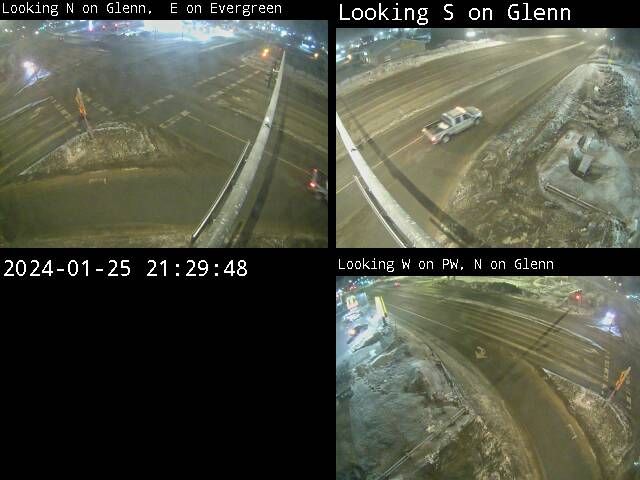 Looking N on Glenn,  E on Evergreen
Looking S on Glenn
2024-01-25 21:29:48
Looking W on PW, N on Glenn